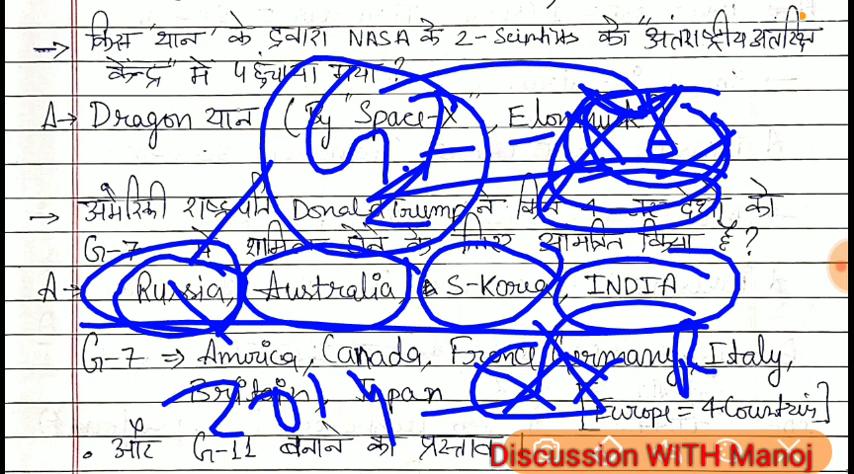 → किस "यान" के द्वारा NASA के 2-Scientists को "अंतराष्ट्रीय अंतरिक्ष
केन्द्र" में पहुंचाया गया?
A→ Dragon यान (By "Space-X", Elon Musk
→ अमेरिकी राष्ट्रपति Donald Trump ने किन 4 नए देशों को
G-7 में शामिल होने के लिए आमंत्रित किया है?
A→ Russia, Australia, S-Korea, INDIA
G-7 ⇒ America, Canada, France, Germany, Italy,
Britain, Japan
2014
[Europe = 4 Countries]
. और G-11 बनाने का प्रस्ताव
Discussion WITH Manoj